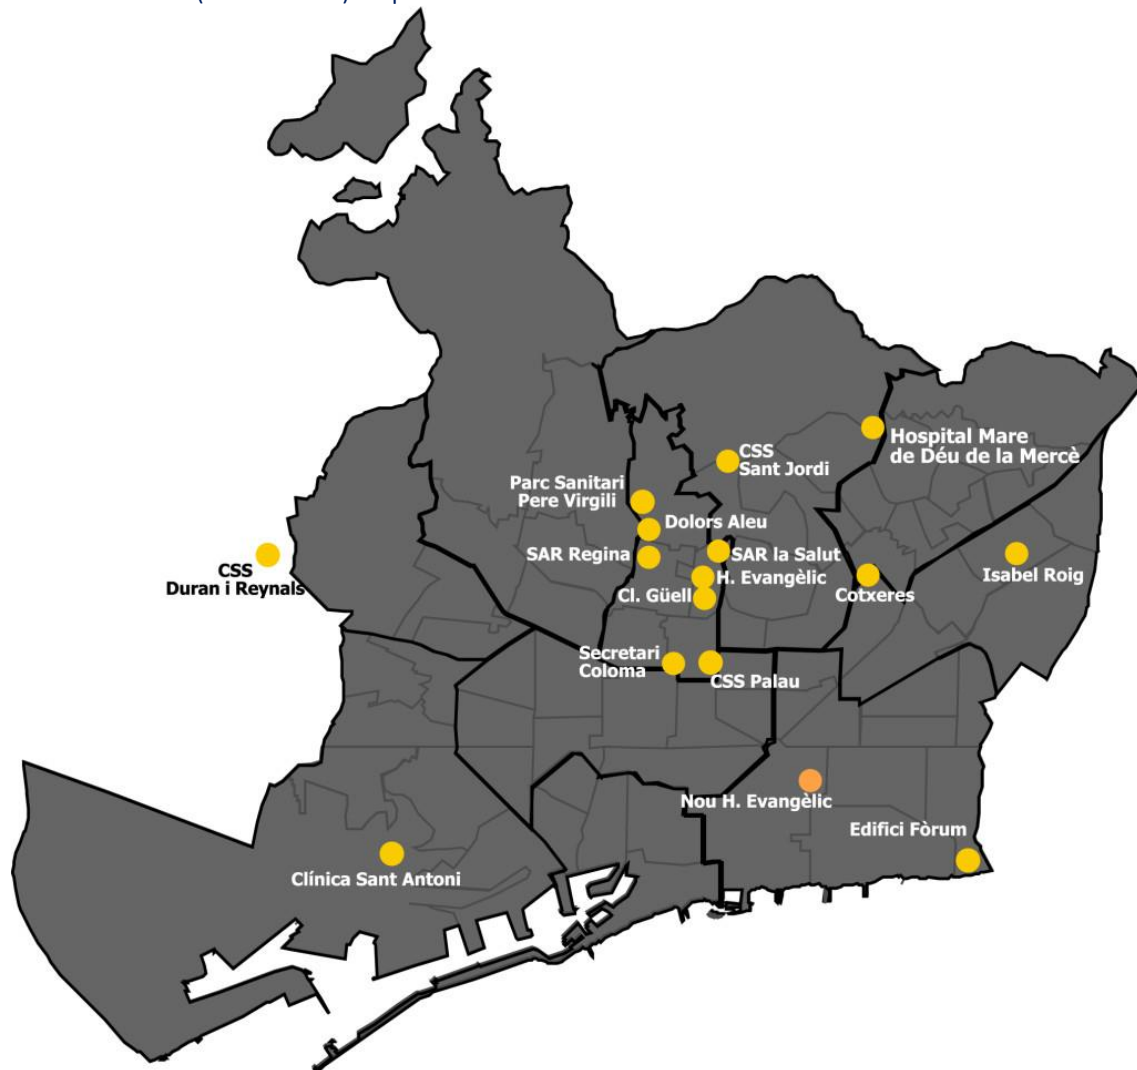 Hospital Mare
de Déu de la Mercè
CSS
Sant Jordi
Parc Sanitari
Pere Virgili
Dolors Aleu
SAR Regina
SAR la Salut
H. Evangèlic
Cl. Güell
Cotxeres
Isabel Roig
CSS
Duran i Reynals
Secretari
Coloma
CSS Palau
Nou H. Evangèlic
Edifici Fòrum
Clínica Sant Antoni